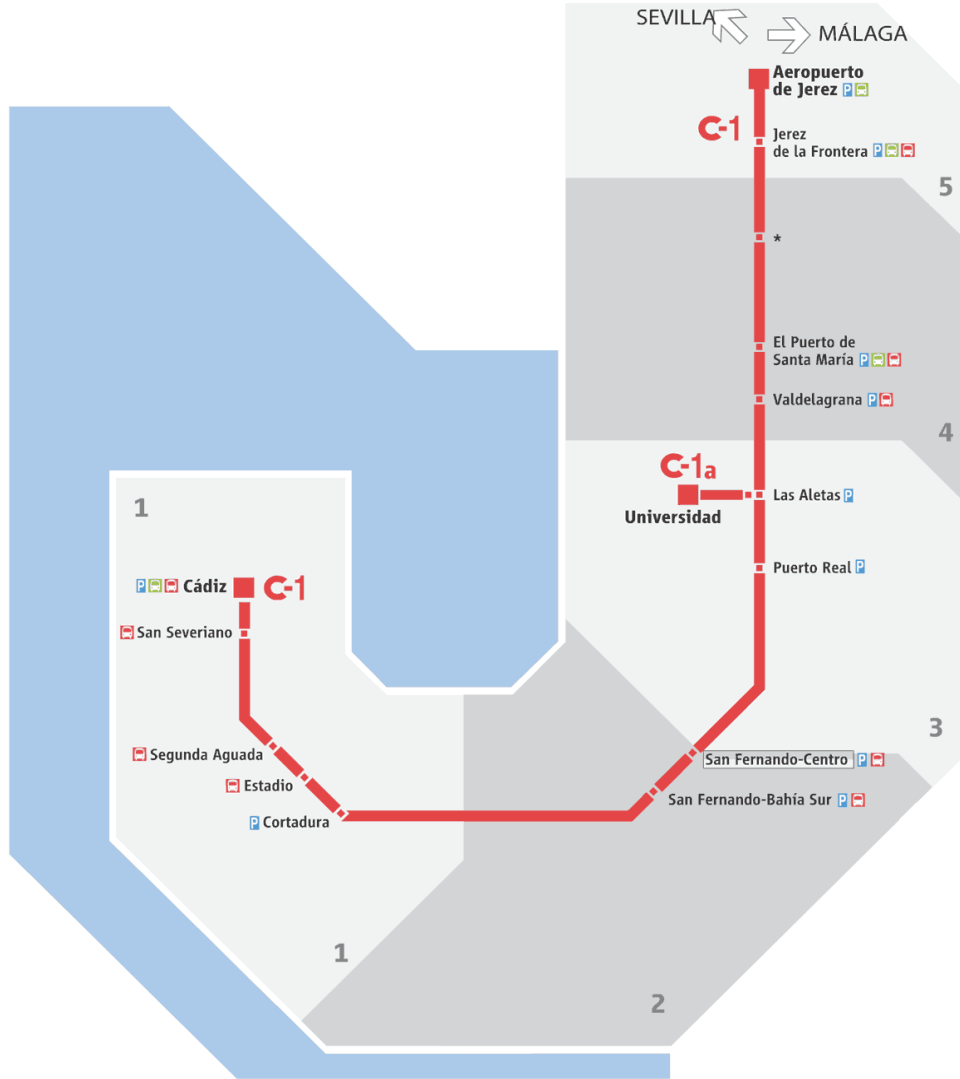 SEVILLA
MÁLAGA
Aeropuerto
de Jerez P
C-1
Jerez
de la Frontera P
5
*
El Puerto de
Santa María P
Valdelagrana P
4
C-1a
Las Aletas P
Universidad
1
Puerto Real P
P Cádiz C-1
San Severiano
3
Segunda Aguada
San Fernando-Centro P
Estadio
San Fernando-Bahía Sur P
P Cortadura
1
2